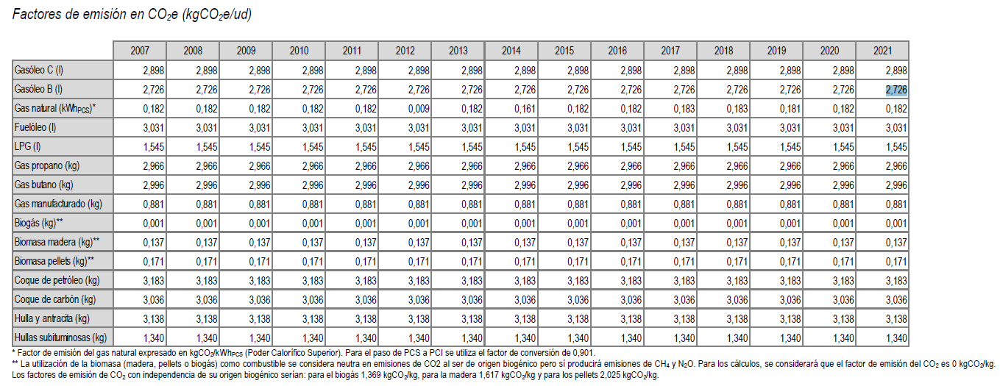 Factores de emisión en CO₂e (kgCO₂e/ud)
2007 2008 2009 2010 2011 2012 2013 2014 2015 2016 2017 2018 2019 2020 2021
Gasóleo C (l) 2,898 2,898 2,898 2,898 2,898 2,898 2,898 2,898 2,898 2,898 2,898 2,898 2,898 2,898 2,898
Gasóleo B (l) 2,726 2,726 2,726 2,726 2,726 2,726 2,726 2,726 2,726 2,726 2,726 2,726 2,726 2,726 2,726
Gas natural (kWhPCS)* 0,182 0,182 0,182 0,182 0,182 0,009 0,182 0,161 0,182 0,182 0,183 0,183 0,181 0,182 0,182
Fuelóleo (l) 3,031 3,031 3,031 3,031 3,031 3,031 3,031 3,031 3,031 3,031 3,031 3,031 3,031 3,031 3,031
LPG (l) 1,545 1,545 1,545 1,545 1,545 1,545 1,545 1,545 1,545 1,545 1,545 1,545 1,545 1,545 1,545
Gas propano (kg) 2,966 2,966 2,966 2,966 2,966 2,966 2,966 2,966 2,966 2,966 2,966 2,966 2,966 2,966 2,966
Gas butano (kg) 2,996 2,996 2,996 2,996 2,996 2,996 2,996 2,996 2,996 2,996 2,996 2,996 2,996 2,996 2,996
Gas manufacturado (kg) 0,881 0,881 0,881 0,881 0,881 0,881 0,881 0,881 0,881 0,881 0,881 0,881 0,881 0,881 0,881
Biogás (kg)** 0,001 0,001 0,001 0,001 0,001 0,001 0,001 0,001 0,001 0,001 0,001 0,001 0,001 0,001 0,001
Biomasa madera (kg)** 0,137 0,137 0,137 0,137 0,137 0,137 0,137 0,137 0,137 0,137 0,137 0,137 0,137 0,137 0,137
Biomasa pellets (kg)** 0,171 0,171 0,171 0,171 0,171 0,171 0,171 0,171 0,171 0,171 0,171 0,171 0,171 0,171 0,171
Coque de petróleo (kg) 3,183 3,183 3,183 3,183 3,183 3,183 3,183 3,183 3,183 3,183 3,183 3,183 3,183 3,183 3,183
Coque de carbón (kg) 3,036 3,036 3,036 3,036 3,036 3,036 3,036 3,036 3,036 3,036 3,036 3,036 3,036 3,036 3,036
Hulla y antracita (kg) 3,138 3,138 3,138 3,138 3,138 3,138 3,138 3,138 3,138 3,138 3,138 3,138 3,138 3,138 3,138
Hullas subituminosas (kg) 1,340 1,340 1,340 1,340 1,340 1,340 1,340 1,340 1,340 1,340 1,340 1,340 1,340 1,340 1,340
* Factor de emisión del gas natural expresado en kgCO₂/kWhPCS (Poder Calorífico Superior). Para el paso de PCS a PCI se utiliza el factor de conversión de 0,901.
** La utilización de la biomasa (madera, pellets o biogás) como combustible se considera neutra en emisiones de CO2 al ser de origen biogénico pero sí producirá emisiones de CH₄ y N₂O. Para los cálculos, se considerará que el factor de emisión del CO₂ es 0 kgCO₂/kg.
Los factores de emisión de CO₂ con independencia de su origen biogénico serían: para el biogás 1,369 kgCO₂/kg, para la madera 1,617 kgCO₂/kg y para los pellets 2,025 kgCO₂/kg.